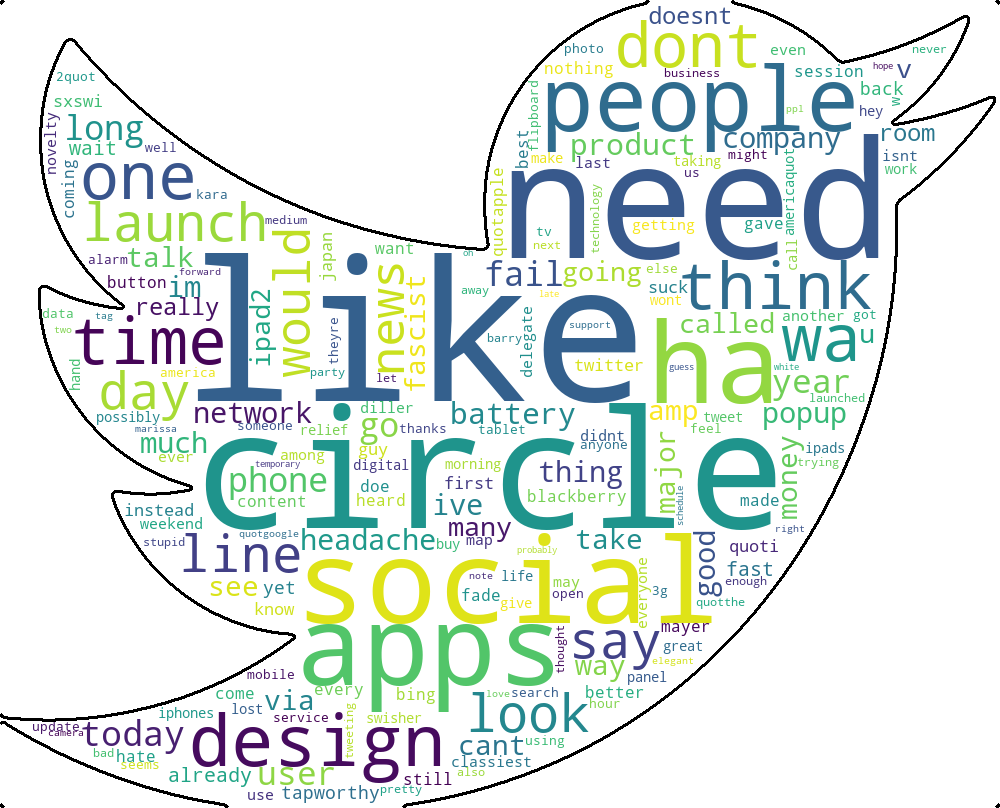 doesnt
never
photo
dont
even
hope
v
nothing
business
session
2quot
people
back
w
sxswi
flipboard
ppl
hey
long
novelty
well
wait
best
product
company
room
make
last
might
isnt
taking
us
work
one
coming
kara
quotapple
need
technology
call
americaquot
launch
medium
getting
gave
would
tv
next
japan
want
on
alarm
talk
news
fail
going
else
think
forward
button
im
like
suck
away
late
wont
data
really
ipad2
fascist
delegate
another
got
tag
two
time
theyre
support
called
ha
wa
u
barry
hand
america
party
let
twitter
guess
white
day
year
launched
possibly
network
diller
battery
amp
tweet
popup
marissa
someone
relief
go
thanks
tablet
feel
much
circle
didnt
anyone
major
money
ipads
ever
among
guy
trying
temporary
digital
morning
thing
phone
doe
first
blackberry
content
heard
ive
schedule
made
instead
weekend
many
right
stupid
quotgoogle
headache
buy
map
take
good
quoti
line
probably
social
fast
see
yet
note
life
may
everyone
enough
fade
open
3g
know
give
quotthe
apps
thought
say
mayer
great
way
elegant
mobile
panel
come
via
every
bing
love
search
better
iphones
lost
hour
update
camera
today
service
design
tweeting
swisher
look
using
bad
hate
cant
seems
classiest
already
user
still
also
use
tapworthy
pretty